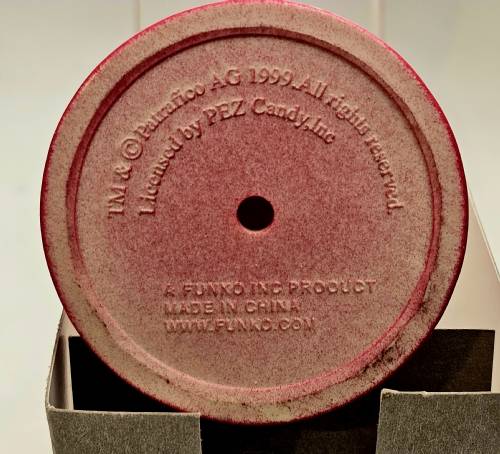 TM & ©Patrafico AG 1999.All rights reserved.
Licensed by PEZ Candy,Inc
A FUNKO INC PRODUCT
MADE IN CHINA
WWW.FUNKO.COM